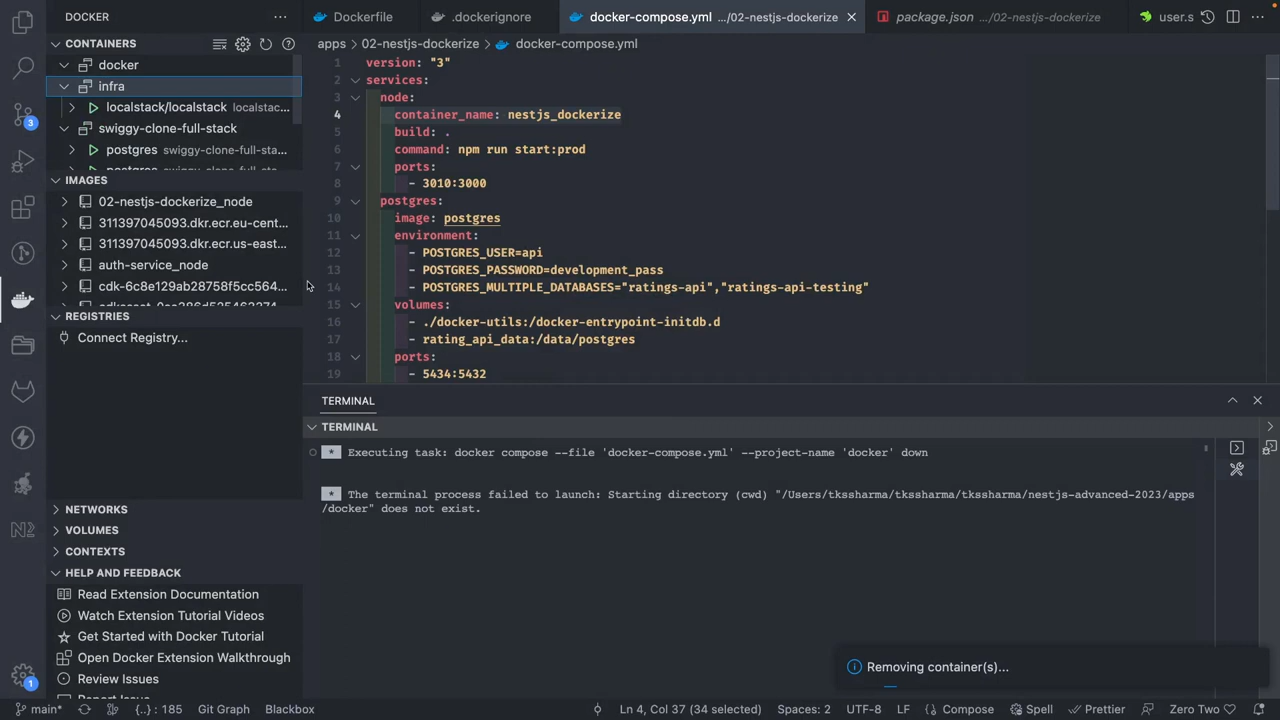 DOCKER
Dockerfile
.dockerignore
docker-compose.yml .../02-nestjs-dockerize
package.json .../02-nestjs-dockerize
user.s
CONTAINERS
apps 02-nestjs-dockerize docker-compose.yml
docker
infra
localstack/localstack localstac...
swiggy-clone-full-stack
postgres swiggy-clone-full-sta...
IMAGES
02-nestjs-dockerize_node
311397045093.dkr.ecr.eu-cent...
311397045093.dkr.ecr.us-east...
auth-service_node
cdk-6c8e129ab28758f5cc564...
REGISTRIES
Connect Registry...
NETWORKS
VOLUMES
CONTEXTS
HELP AND FEEDBACK
Read Extension Documentation
Watch Extension Tutorial Videos
Get Started with Docker Tutorial
Open Docker Extension Walkthrough
Review Issues
1 version: "3"
2 services:
3 node:
4 container_name: nestjs_dockerize
5 build: .
6 command: npm run start:prod
7 ports:
8 - 3010:3000
9 postgres:
10 image: postgres
11 environment:
12 - POSTGRES_USER=api
13 - POSTGRES_PASSWORD=development_pass
14 - POSTGRES_MULTIPLE_DATABASES="ratings-api","ratings-api-testing"
15 volumes:
16 - ./docker-utils:/docker-entrypoint-initdb.d
17 - rating_api_data:/data/postgres
18 ports:
19 - 5434:5432
TERMINAL
TERMINAL
* Executing task: docker compose --file 'docker-compose.yml' --project-name 'docker' down
* The terminal process failed to launch: Starting directory (cwd) "/Users/tkssharma/tkssharma/tkssharma/nestjs-advanced-2023/apps
/docker" does not exist.
Removing container(s)...
3
1
main* {..} : 185 Git Graph Blackbox Ln 4, Col 37 (34 selected) Spaces: 2 UTF-8 LF Compose Spell Prettier Zero Two